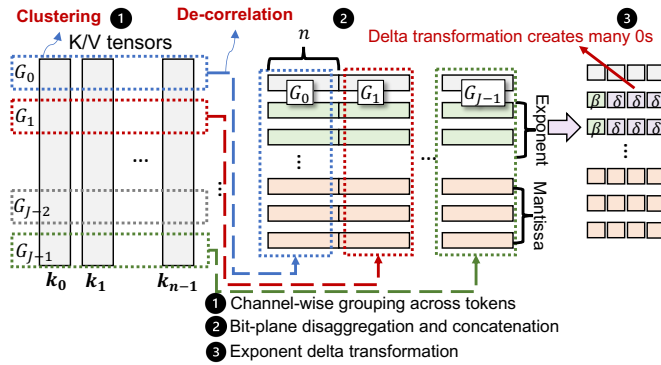 Clustering 1 De-correlation 2 3
K/V tensors
Delta transformation creates many 0s
n
G0
G1
...
GJ−2
GJ−1
k0 k1 kn−1
⋮
G0 G1 GJ−1
...
⋮
Exponent
Mantissa
β δ δ δ
β δ δ δ
⋮
1 Channel-wise grouping across tokens
2 Bit-plane disaggregation and concatenation
3 Exponent delta transformation